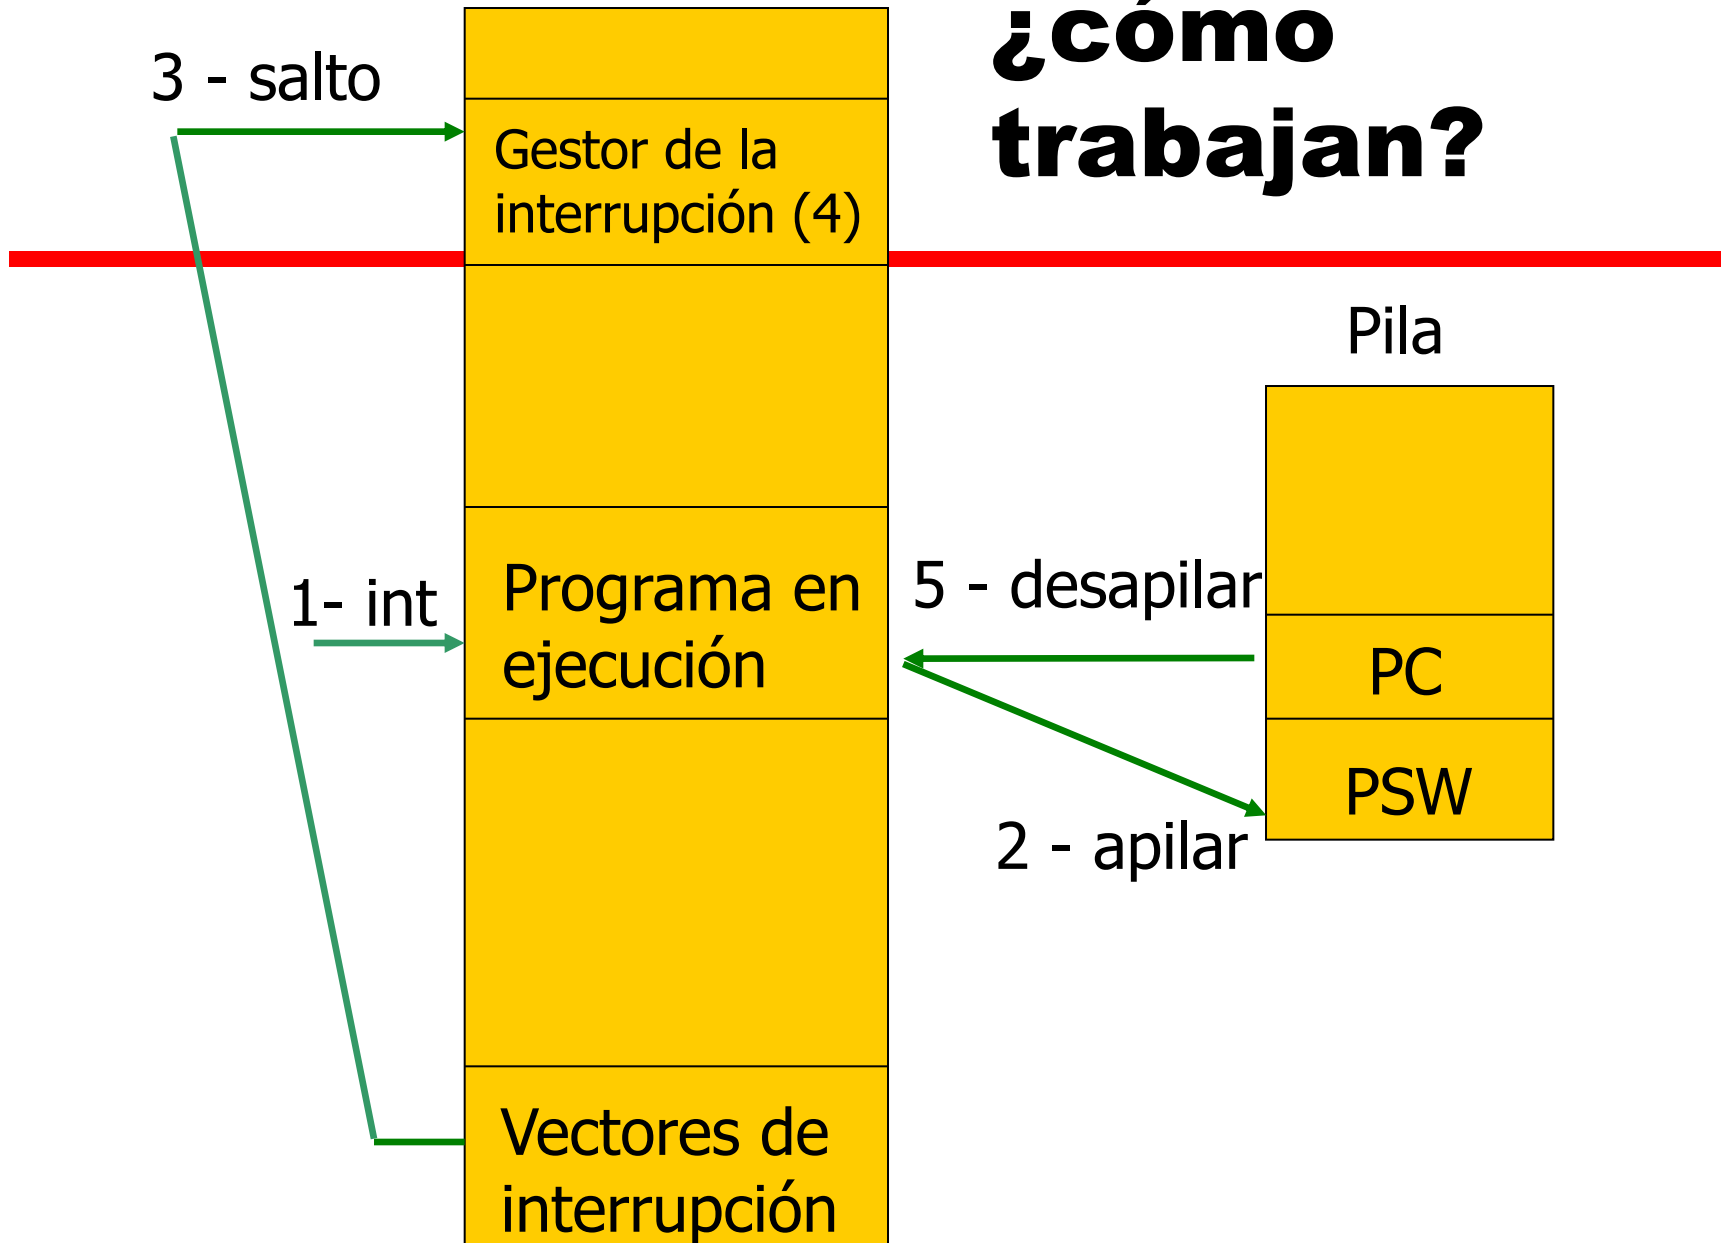 ¿cómo
trabajan?
3 - salto
Gestor de la
interrupción (4)
Pila
1- int
Programa en
ejecución
5 - desapilar
PC
PSW
2 - apilar
Vectores de
interrupción